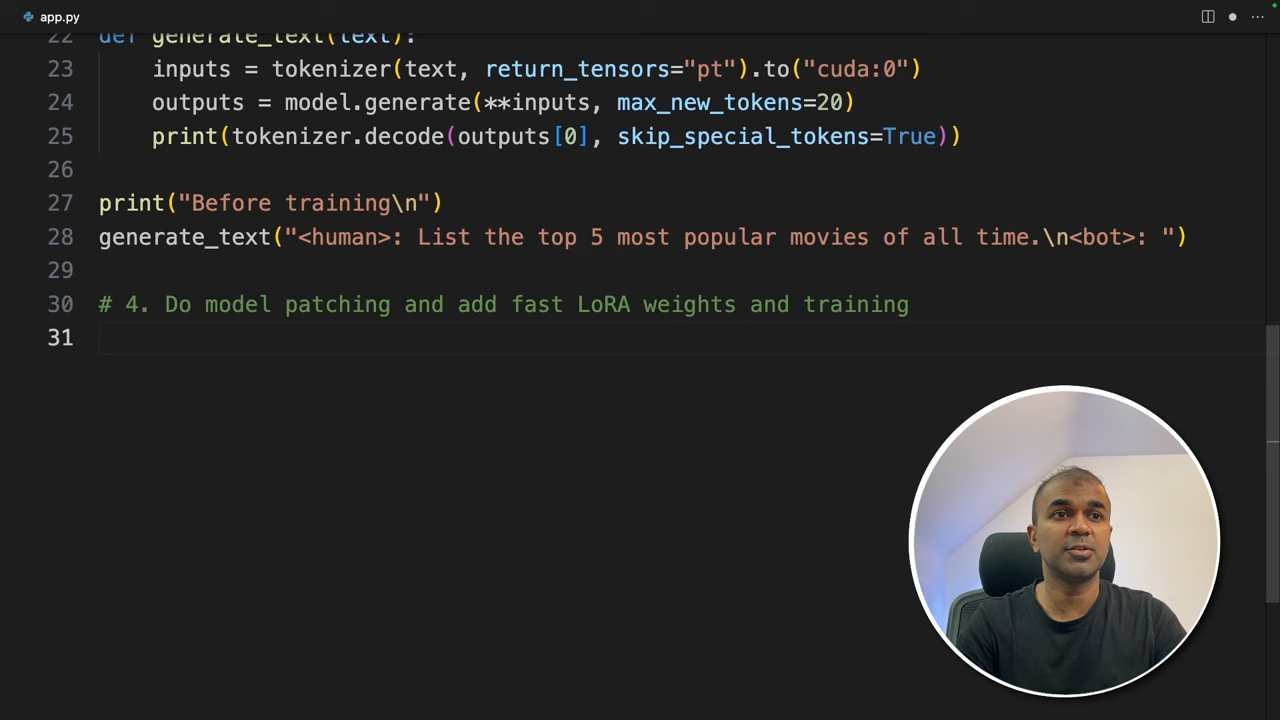 app.py
22 def generate_text(text):
23 inputs = tokenizer(text, return_tensors="pt").to("cuda:0")
24 outputs = model.generate(**inputs, max_new_tokens=20)
25 print(tokenizer.decode(outputs[0], skip_special_tokens=True))
26
27 print("Before training\n")
28 generate_text("<human>: List the top 5 most popular movies of all time.\n<bot>: ")
29
30 # 4. Do model patching and add fast LoRA weights and training
31